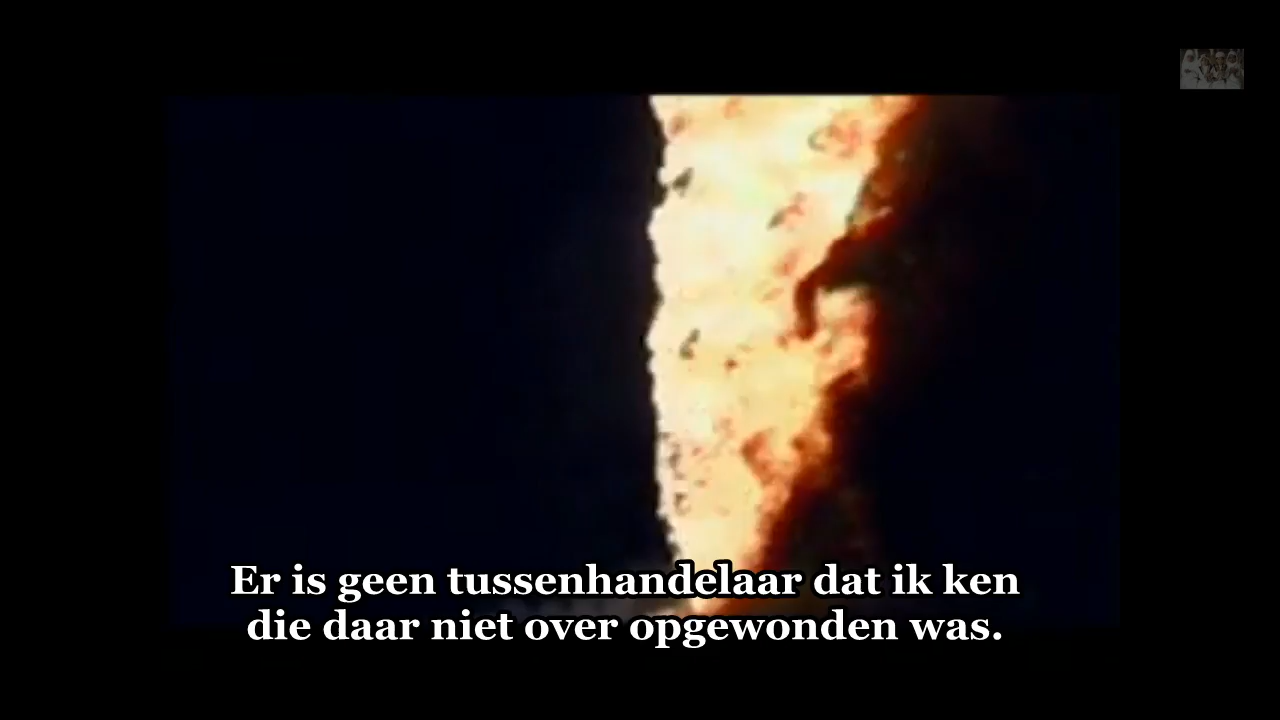 Er is geen tussenhandelaar dat ik ken
die daar niet over opgewonden was.